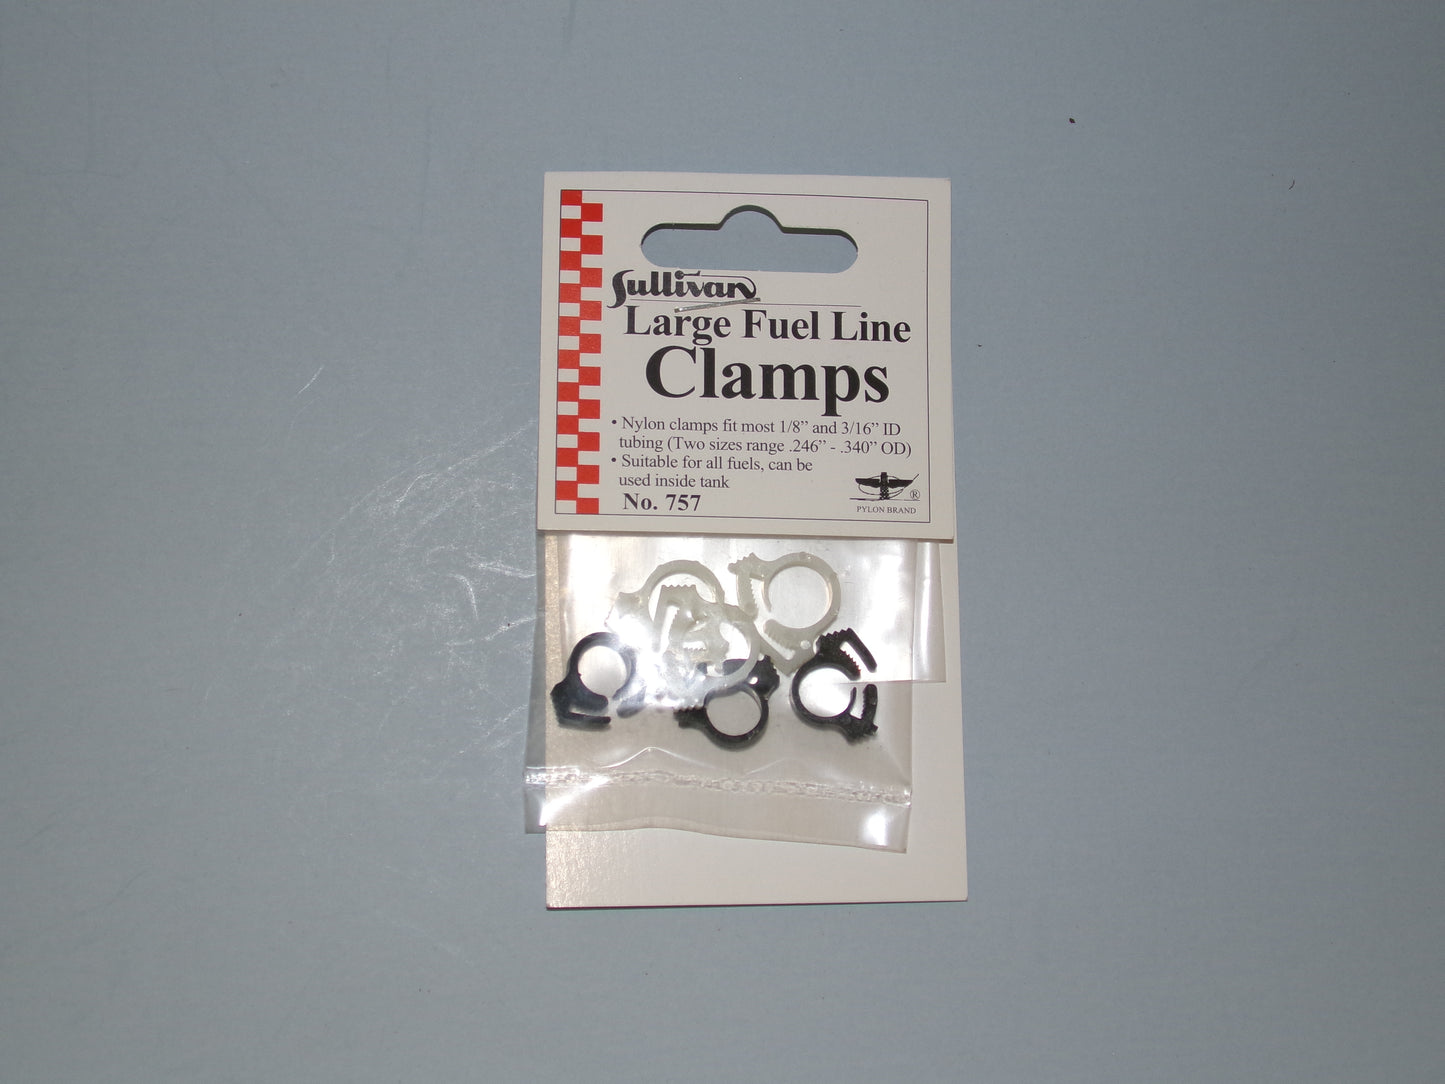 Sullivan
Large Fuel Line
Clamps
• Nylon clamps fit most 1/8” and 3/16” ID
tubing (Two sizes range .246” - .340” OD)
• Suitable for all fuels, can be
used inside tank
No. 757
®
PYLON BRAND